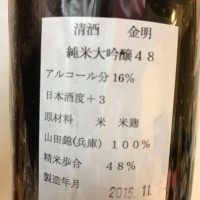 清酒　金明
純米大吟醸48
アルコール分16%
日本酒度+3
原材料　米　米麹
山田錦(兵庫)　100%
精米歩合　48%
製造年月　2015.11